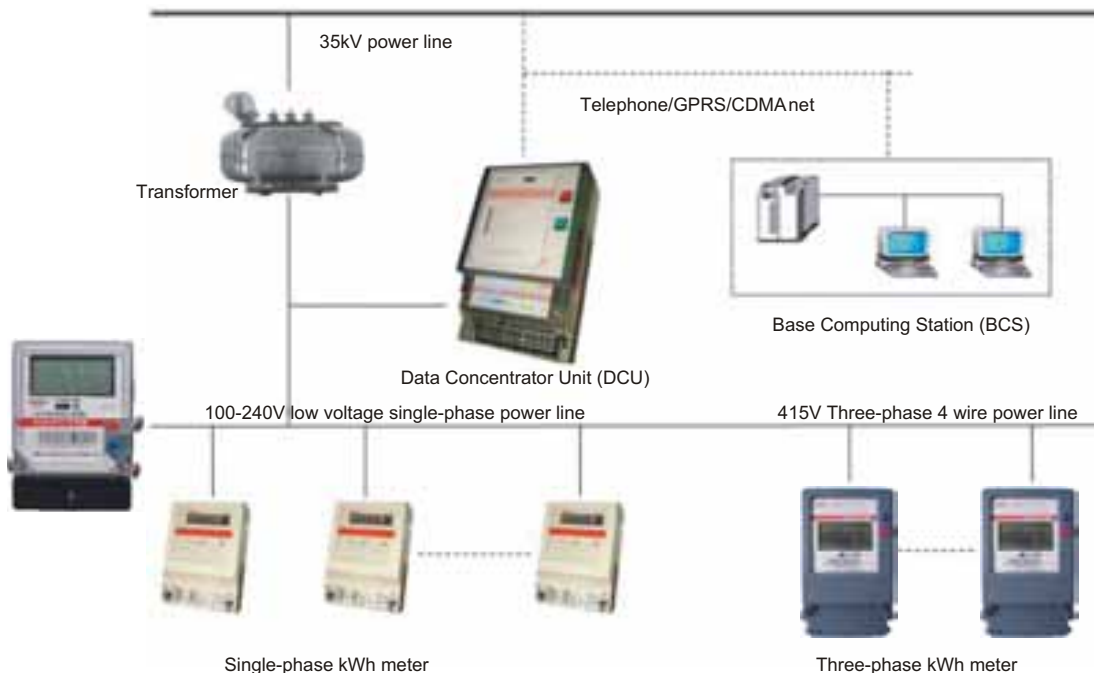 35kV power line
Telephone/GPRS/CDMA net
Transformer
Base Computing Station (BCS)
Data Concentrator Unit (DCU)
100-240V low voltage single-phase power line
415V Three-phase 4 wire power line
Single-phase kWh meter
Three-phase kWh meter